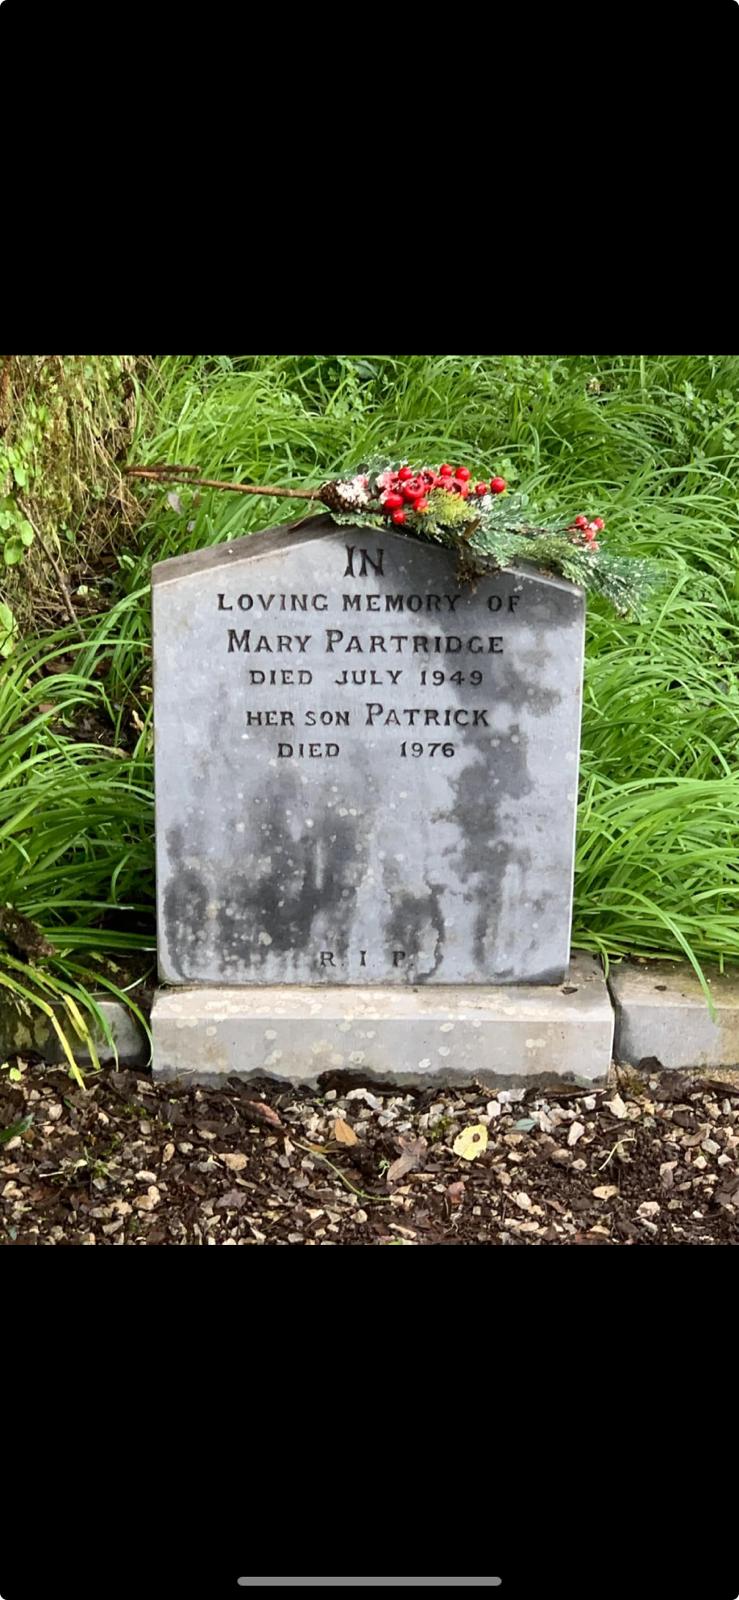 IN
LOVING MEMORY OF
MARY PARTRIDGE
DIED JULY 1949
HER SON PATRICK
DIED 1976
R. I. P.